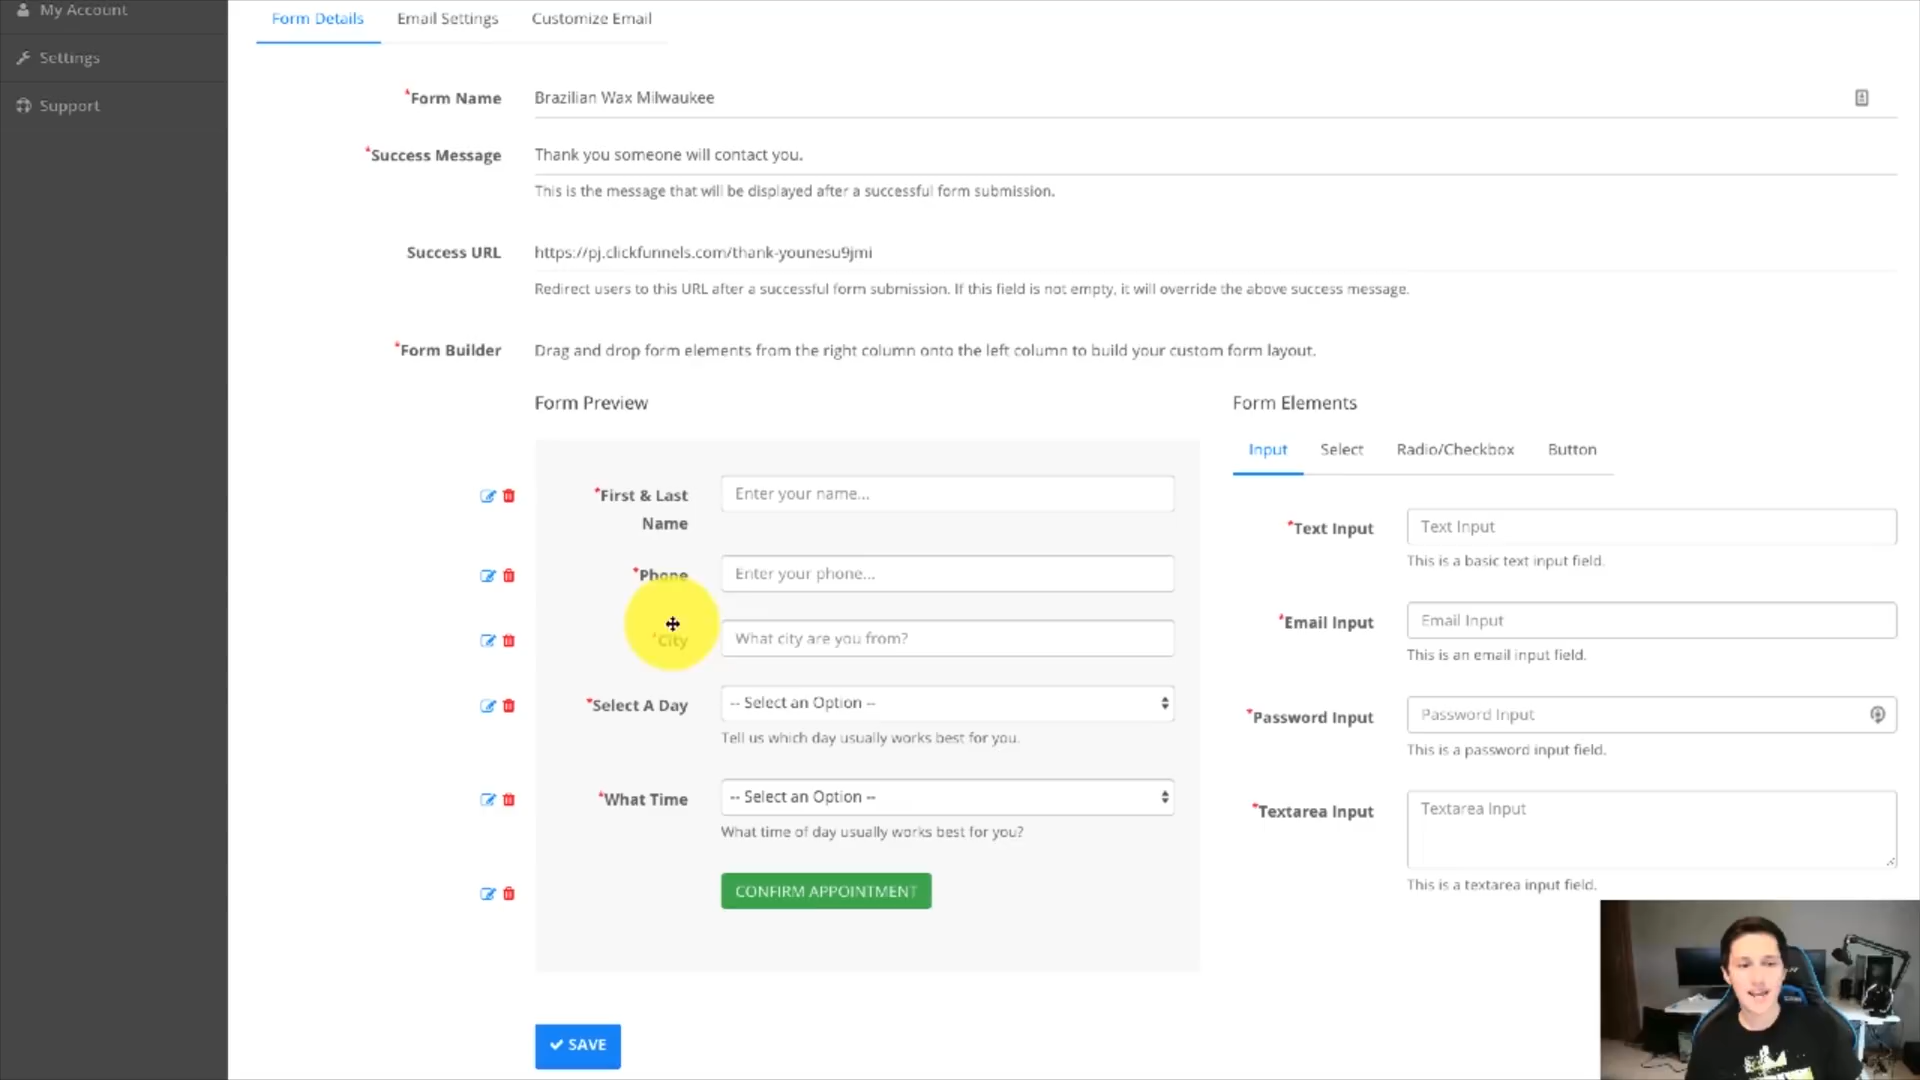 My Account
Form Details Email Settings Customize Email
Settings
Support
*Form Name Brazilian Wax Milwaukee
*Success Message Thank you someone will contact you.
This is the message that will be displayed after a successful form submission.
Success URL https://pj.clickfunnels.com/thank-younesu9jmi
Redirect users to this URL after a successful form submission. If this field is not empty, it will override the above success message.
*Form Builder Drag and drop form elements from the right column onto the left column to build your custom form layout.
Form Preview
*First & Last Name Enter your name...
*Phone Enter your phone...
*City What city are you from?
*Select A Day -- Select an Option --
Tell us which day usually works best for you.
*What Time -- Select an Option --
What time of day usually works best for you?
CONFIRM APPOINTMENT
Form Elements
Input Select Radio/Checkbox Button
*Text Input Text Input
This is a basic text input field.
*Email Input Email Input
This is an email input field.
*Password Input Password Input
This is a password input field.
*Textarea Input Textarea Input
This is a textarea input field.
SAVE